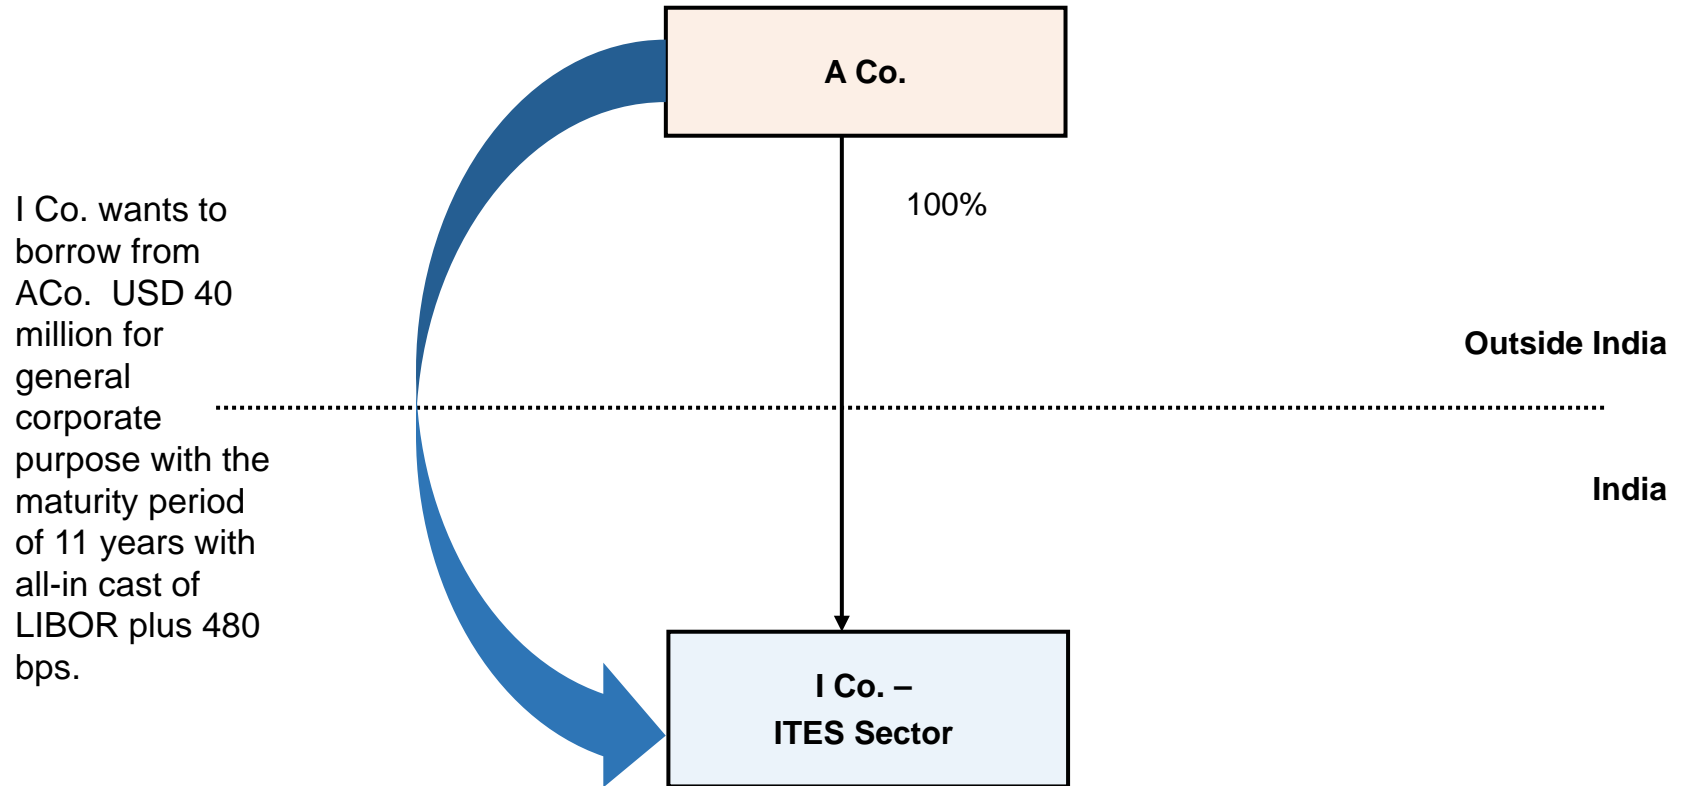 A Co.
100%
I Co. wants to
borrow from
ACo.  USD 40
million for
general
corporate
purpose with the
maturity period
of 11 years with
all-in cast of
LIBOR plus 480
bps.
Outside India
India
I Co. –
ITES Sector